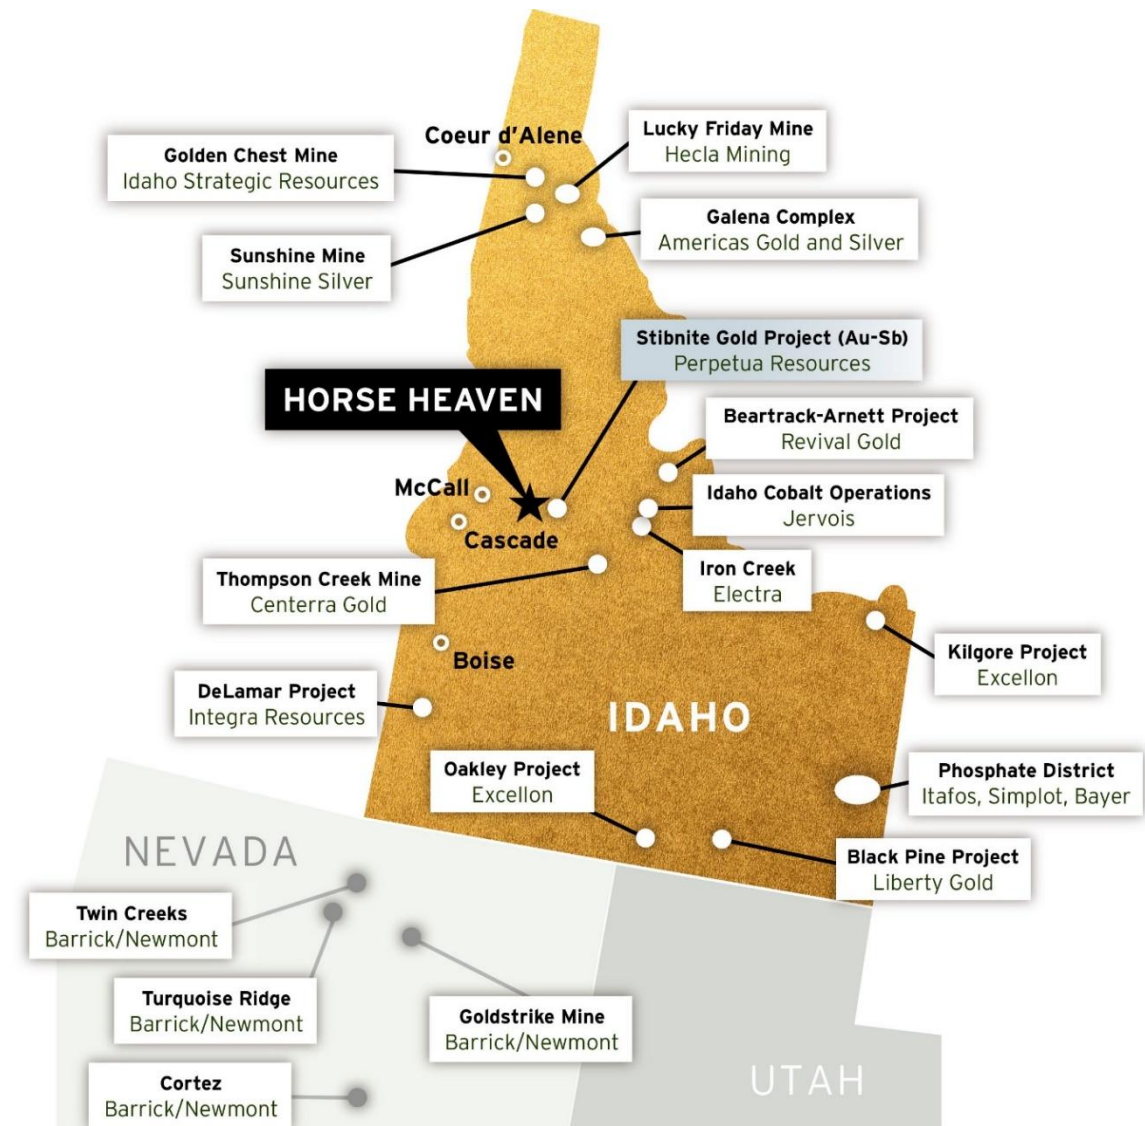 Coeur d'Alene
Lucky Friday Mine
Hecla Mining
Golden Chest Mine
Idaho Strategic Resources
Galena Complex
Americas Gold and Silver
Sunshine Mine
Sunshine Silver
Stibnite Gold Project (Au-Sb)
Perpetua Resources
HORSE HEAVEN
Beartrack-Arnett Project
Revival Gold
McCall
Idaho Cobalt Operations
Jervois
Cascade
Iron Creek
Electra
Thompson Creek Mine
Centerra Gold
Kilgore Project
Excellon
Boise
DeLamar Project
Integra Resources
IDAHO
Oakley Project
Excellon
Phosphate District
Itafos, Simplot, Bayer
Black Pine Project
Liberty Gold
NEVADA
Twin Creeks
Barrick/Newmont
Turquoise Ridge
Barrick/Newmont
Goldstrike Mine
Barrick/Newmont
Cortez
Barrick/Newmont
UTAH